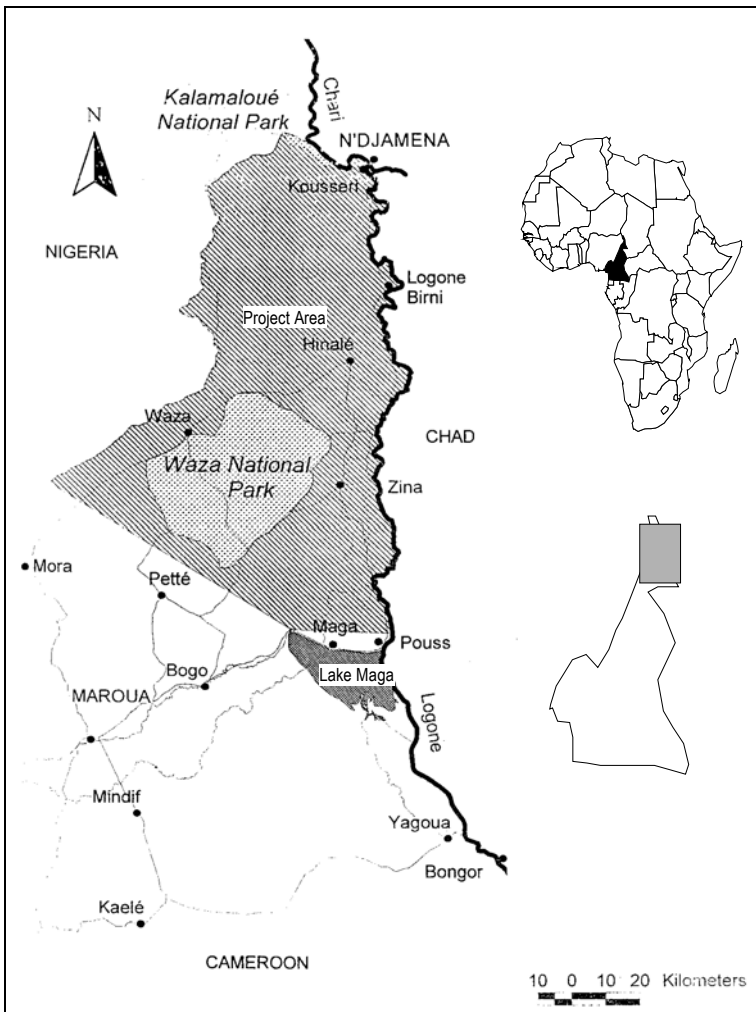 Chari
Kalamaloué
National Park
N
N'DJAMENA
Kousseri
NIGERIA
Logone
Birni
Project Area
Hinalé
Waza
CHAD
Waza National
Park
Zina
Mora
Petté
Maga
Pouss
Bogo
Lake Maga
MAROUA
Logone
Mindif
Yagoua
Bongor
Kaelé
CAMEROON
10 0 10 20 Kilometers